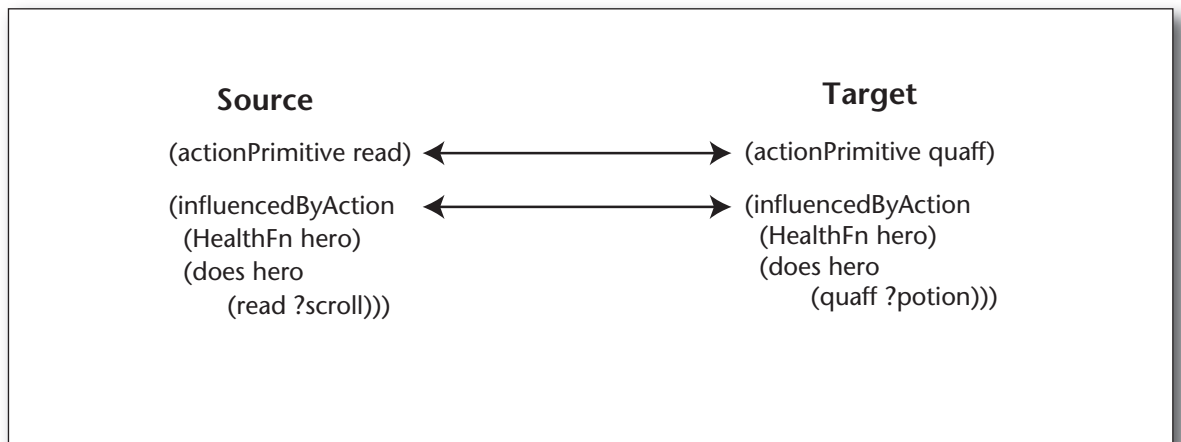 Source
(actionPrimitive read)
(influencedByAction
(HealthFn hero)
(does hero
(read ?scroll)))
Target
(actionPrimitive quaff)
(influencedByAction
(HealthFn hero)
(does hero
(quaff ?potion)))